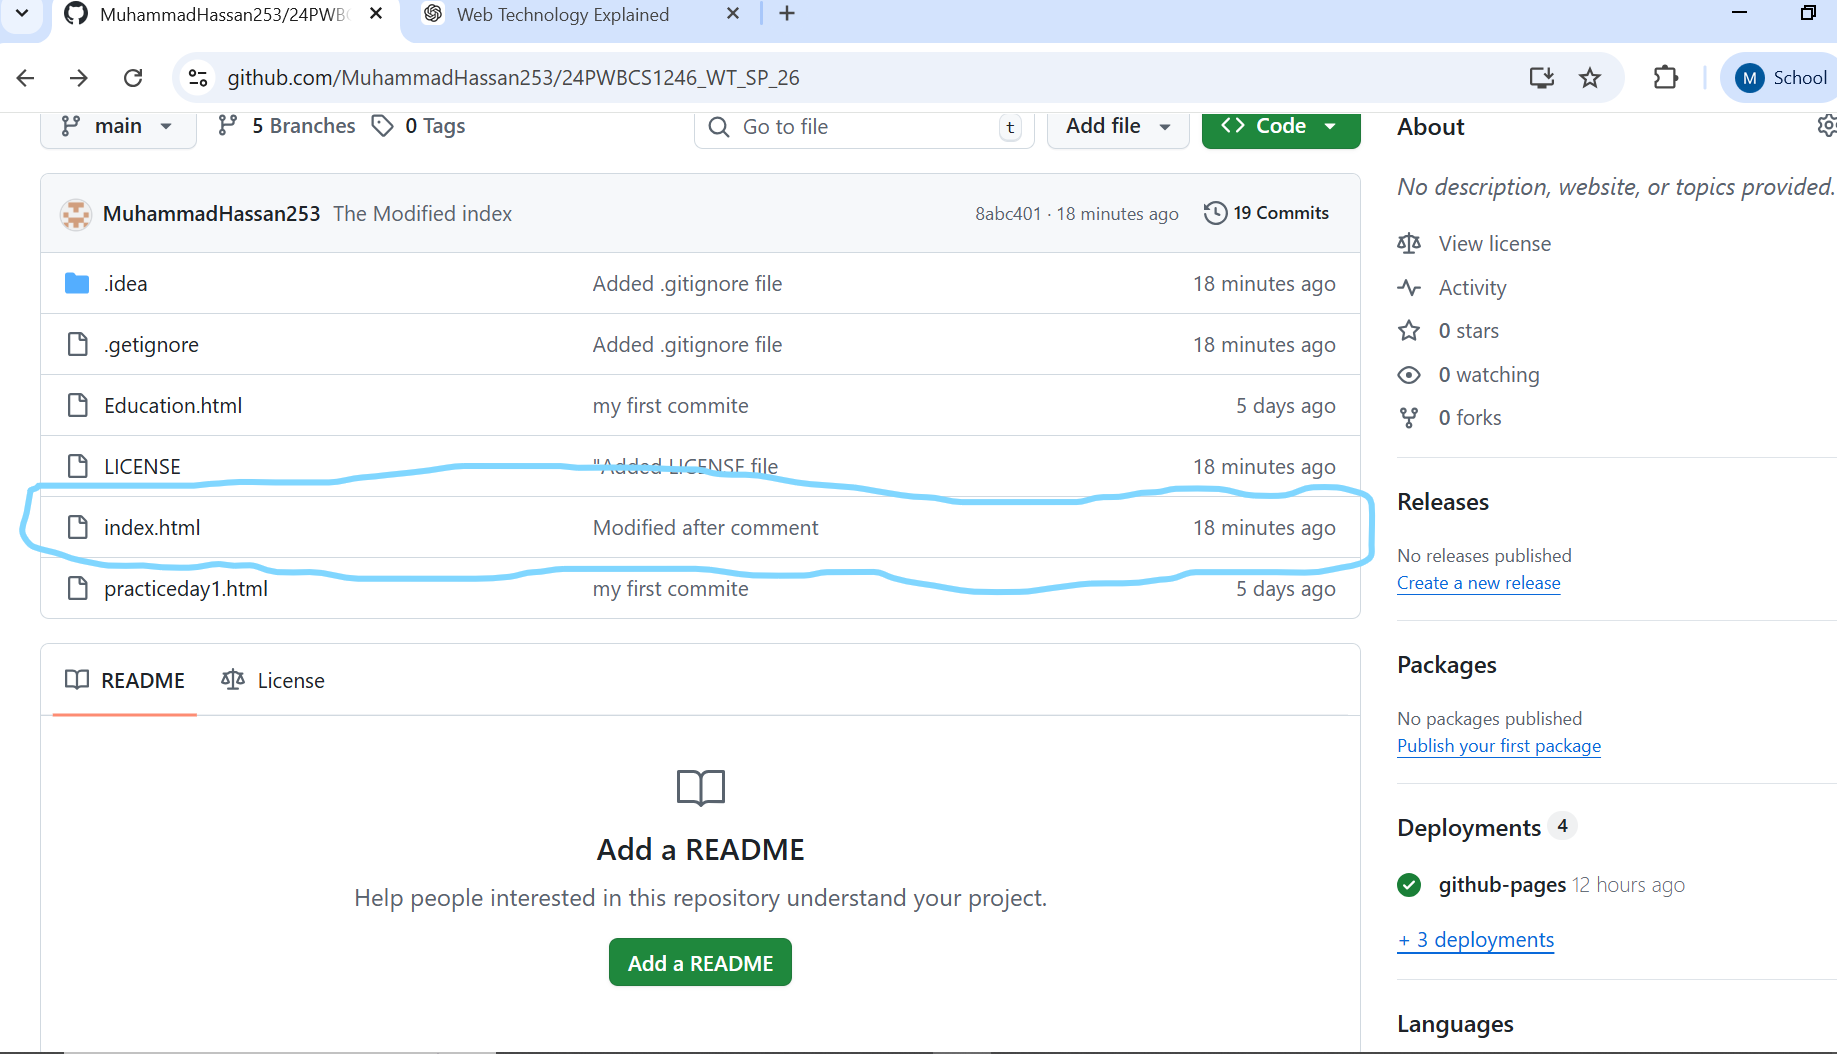 MuhammadHassan253/24PWBC
Web Technology Explained
github.com/MuhammadHassan253/24PWBCS1246_WT_SP_26
M School
main
5 Branches
0 Tags
Go to file
t
Add file
<> Code
About
No description, website, or topics provided.
MuhammadHassan253 The Modified index
8abc401 · 18 minutes ago
19 Commits
.idea
Added .gitignore file
18 minutes ago
.getignore
Added .gitignore file
18 minutes ago
Education.html
my first commite
5 days ago
LICENSE
"Added LICENSE file
18 minutes ago
index.html
Modified after comment
18 minutes ago
practiceday1.html
my first commite
5 days ago
README
License
Add a README
Help people interested in this repository understand your project.
Add a README
View license
Activity
0 stars
0 watching
0 forks
Releases
No releases published
Create a new release
Packages
No packages published
Publish your first package
Deployments 4
github-pages 12 hours ago
+ 3 deployments
Languages